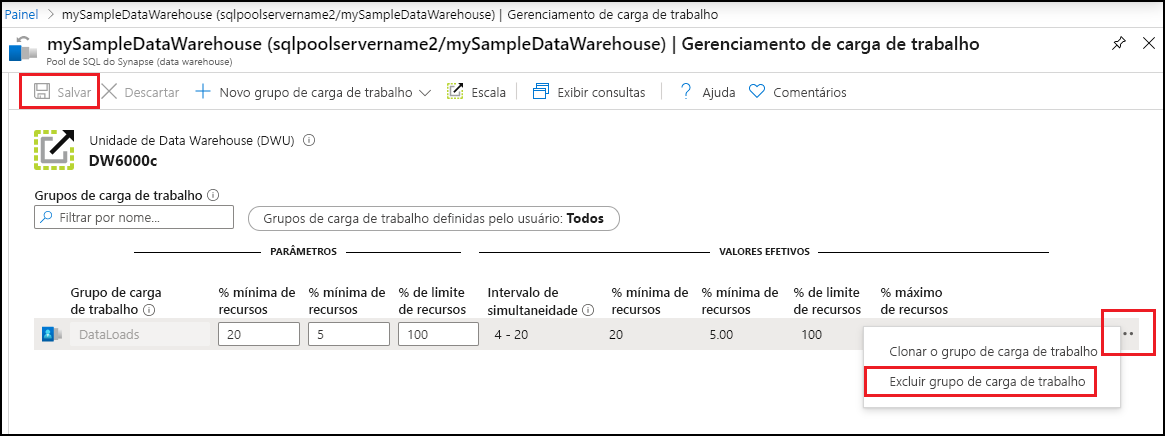 Painel > mySampleDataWarehouse (sqlpoolservername2/mySampleDataWarehouse) | Gerenciamento de carga de trabalho
mySampleDataWarehouse (sqlpoolservername2/mySampleDataWarehouse) | Gerenciamento de carga de trabalho
Pool de SQL do Synapse (data warehouse)
Salvar Descartar Novo grupo de carga de trabalho Escala Exibir consultas Ajuda Comentários
Unidade de Data Warehouse (DWU)
DW6000c
Grupos de carga de trabalho
Filtrar por nome... Grupos de carga de trabalho definidas pelo usuário: Todos
PARÂMETROS VALORES EFETIVOS
Grupo de carga % mínima de % mínima de % de limite Intervalo de % mínima de % mínima de % de limite % máximo
de trabalho recursos recursos de recursos simultaneidade recursos recursos de recursos de recursos
DataLoads 20 5 100 4 - 20 20 5.00 100
Clonar o grupo de carga de trabalho
Excluir grupo de carga de trabalho